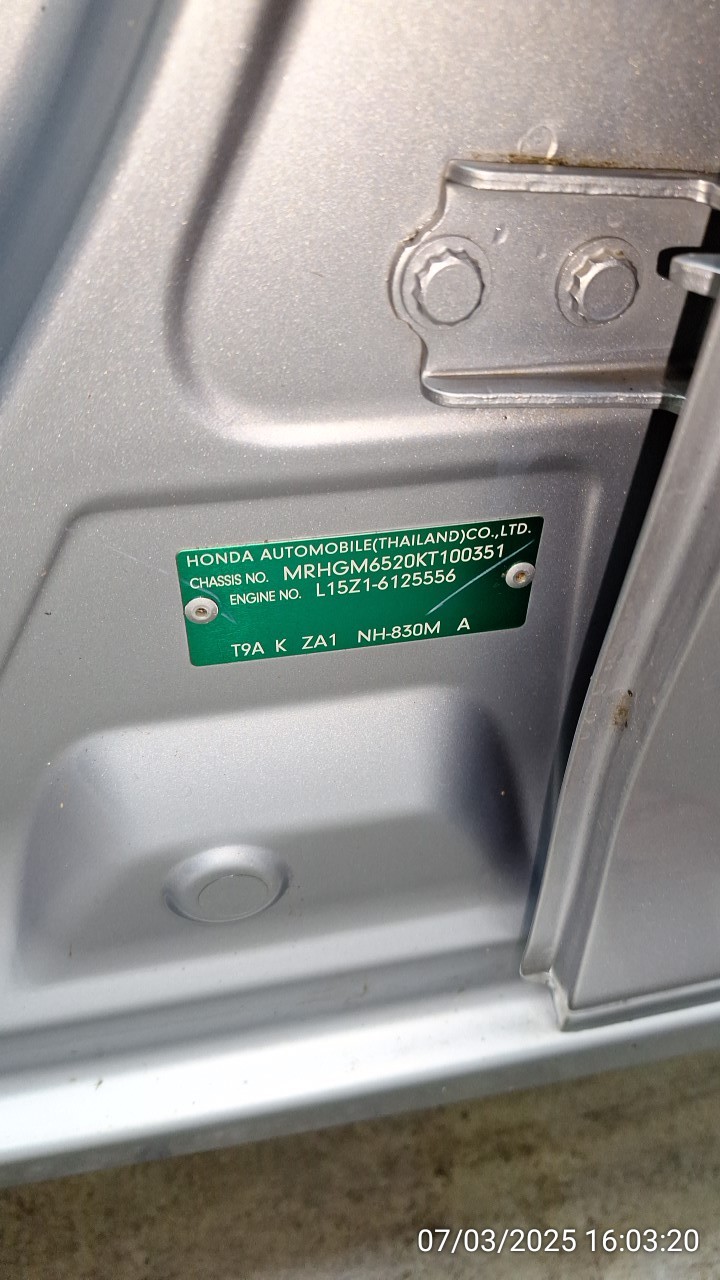 HONDA AUTOMOBILE(THAILAND)CO.,LTD.
CHASSIS NO. MRHGM6520KT100351
ENGINE NO. L15Z1-6125556
T9A K ZA1 NH-830M A
07/03/2025 16:03:20